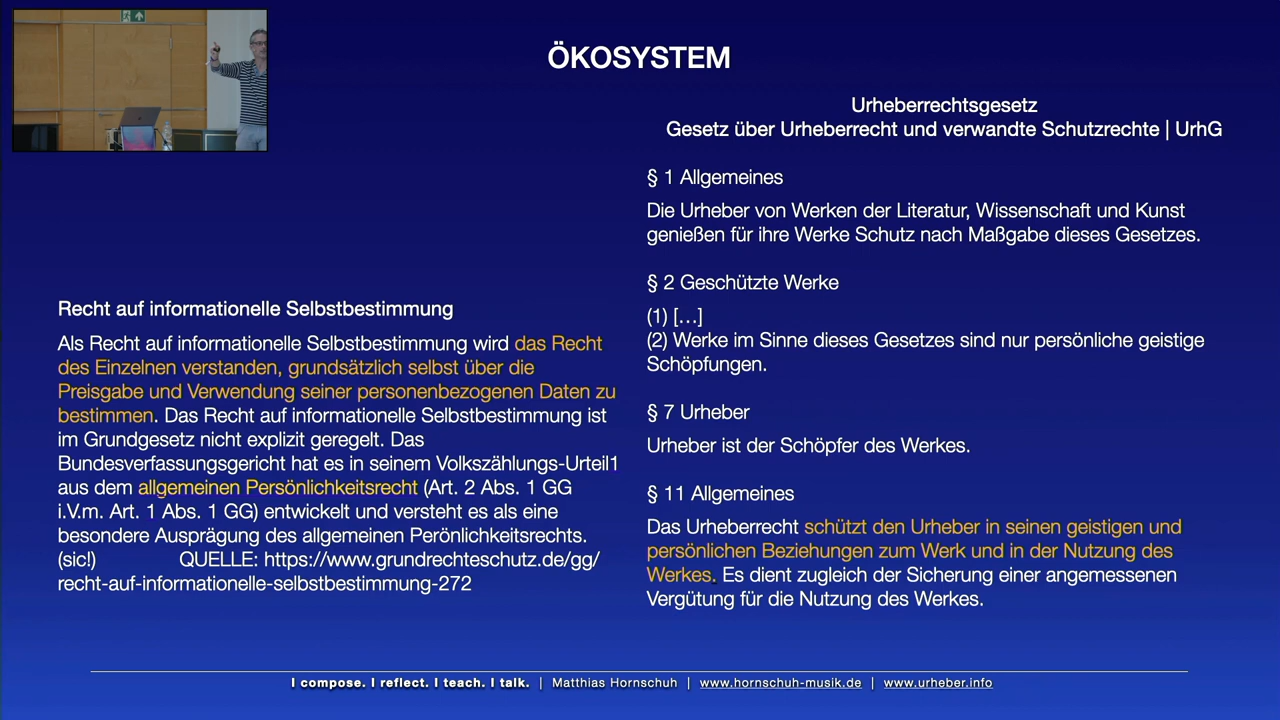 ÖKOSYSTEM
Recht auf informationelle Selbstbestimmung
Als Recht auf informationelle Selbstbestimmung wird das Recht
des Einzelnen verstanden, grundsätzlich selbst über die
Preisgabe und Verwendung seiner personenbezogenen Daten zu
bestimmen. Das Recht auf informationelle Selbstbestimmung ist
im Grundgesetz nicht explizit geregelt. Das
Bundesverfassungsgericht hat es in seinem Volkszählungs-Urteil1
aus dem allgemeinen Persönlichkeitsrecht (Art. 2 Abs. 1 GG
i.V.m. Art. 1 Abs. 1 GG) entwickelt und versteht es als eine
besondere Ausprägung des allgemeinen Perönlichkeitsrechts.
(sic!) QUELLE: https://www.grundrechteschutz.de/gg/
recht-auf-informationelle-selbstbestimmung-272
Urheberrechtsgesetz
Gesetz über Urheberrecht und verwandte Schutzrechte | UrhG
§ 1 Allgemeines
Die Urheber von Werken der Literatur, Wissenschaft und Kunst
genießen für ihre Werke Schutz nach Maßgabe dieses Gesetzes.
§ 2 Geschützte Werke
(1) [...]
(2) Werke im Sinne dieses Gesetzes sind nur persönliche geistige
Schöpfungen.
§ 7 Urheber
Urheber ist der Schöpfer des Werkes.
§ 11 Allgemeines
Das Urheberrecht schützt den Urheber in seinen geistigen und
persönlichen Beziehungen zum Werk und in der Nutzung des
Werkes. Es dient zugleich der Sicherung einer angemessenen
Vergütung für die Nutzung des Werkes.
I compose. I reflect. I teach. I talk. | Matthias Hornschuh | www.hornschuh-musik.de | www.urheber.info